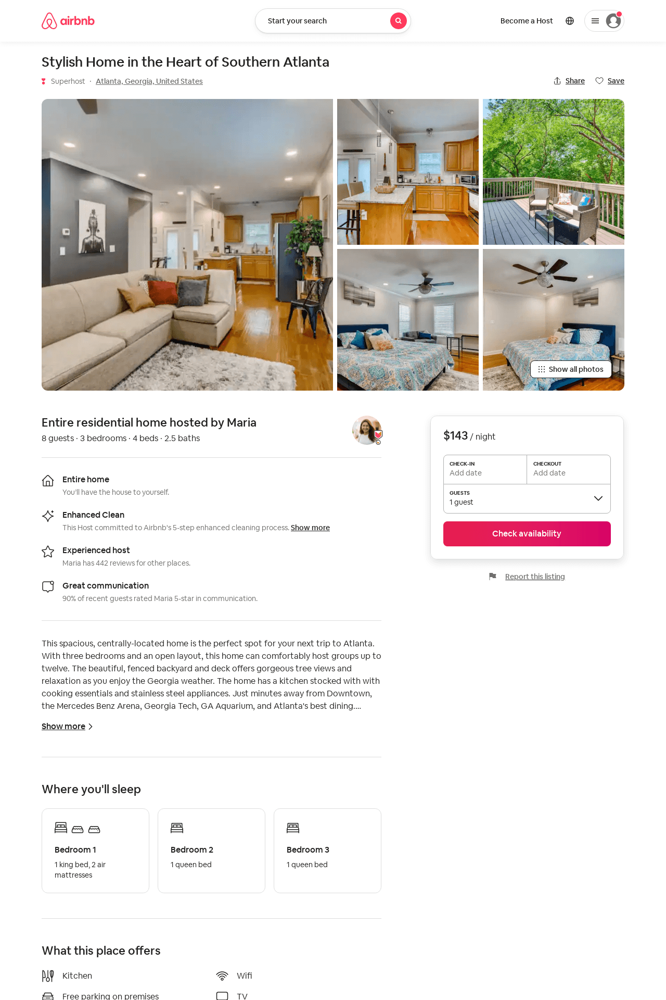 airbnb
Start your search
Become a Host
Stylish Home in the Heart of Southern Atlanta
Superhost · Atlanta, Georgia, United States
Share
Save
Show all photos
Entire residential home hosted by Maria
8 guests · 3 bedrooms · 4 beds · 2.5 baths
Entire home
You’ll have the house to yourself.
Enhanced Clean
This Host committed to Airbnb's 5-step enhanced cleaning process. Show more
Experienced host
Maria has 442 reviews for other places.
Great communication
90% of recent guests rated Maria 5-star in communication.
$143 / night
CHECK-IN
Add date
CHECKOUT
Add date
GUESTS
1 guest
Check availability
Report this listing
This spacious, centrally-located home is the perfect spot for your next trip to Atlanta.
With three bedrooms and an open layout, this home can comfortably host groups up to
twelve. The beautiful, fenced backyard and deck offers gorgeous tree views and
relaxation as you enjoy the Georgia weather. The home has a kitchen stocked with with
cooking essentials and stainless steel appliances. Just minutes away from Downtown,
the Mercedes Benz Arena, Georgia Tech, GA Aquarium, and Atlanta's best dining....
Show more
Where you'll sleep
Bedroom 1
1 king bed, 2 air
mattresses
Bedroom 2
1 queen bed
Bedroom 3
1 queen bed
What this place offers
Kitchen
Wifi
Free parking on premises
TV